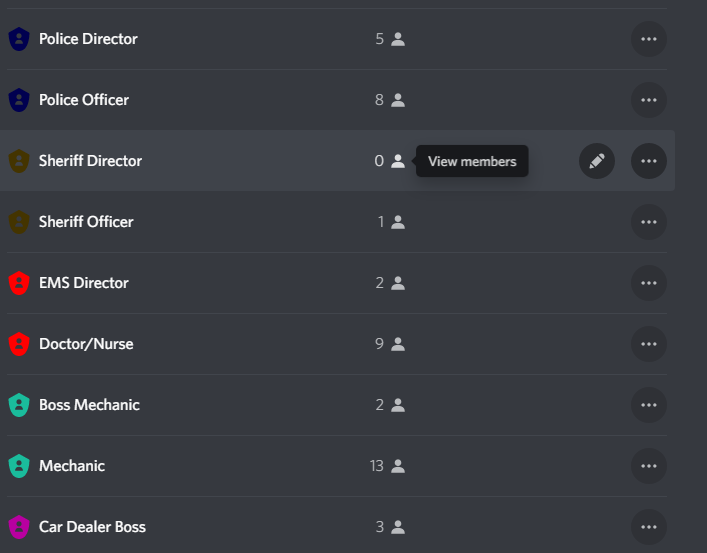 Police Director 5
Police Officer 8
Sheriff Director 0 View members
Sheriff Officer 1
EMS Director 2
Doctor/Nurse 9
Boss Mechanic 2
Mechanic 13
Car Dealer Boss 3